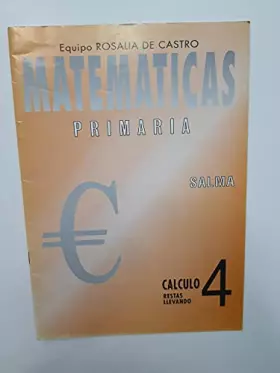 Equipo ROSALIA DE CASTRO
MATEMATICAS
PRIMARIA
SALMA
€
CALCULO 4
RESTAS
LLEVANDO